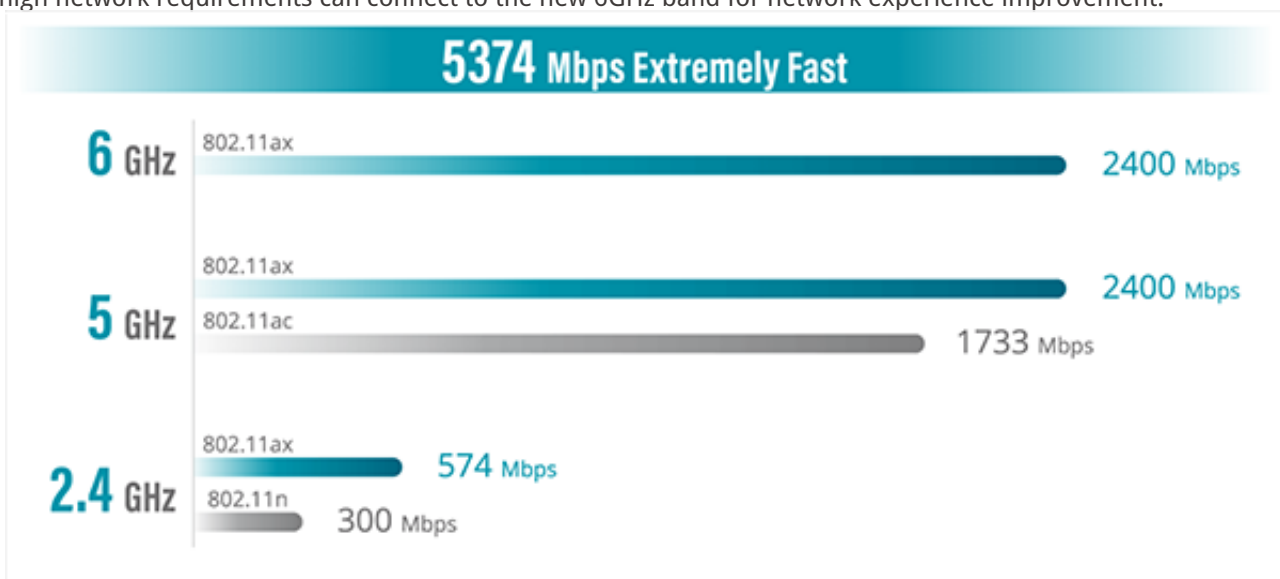 high network requirements can connect to the new 6GHz band for network experience improvement.
5374 Mbps Extremely Fast
6 GHz
802.11ax
2400 Mbps
5 GHz
802.11ax
2400 Mbps
802.11ac
1733 Mbps
2.4 GHz
802.11ax
574 Mbps
802.11n
300 Mbps